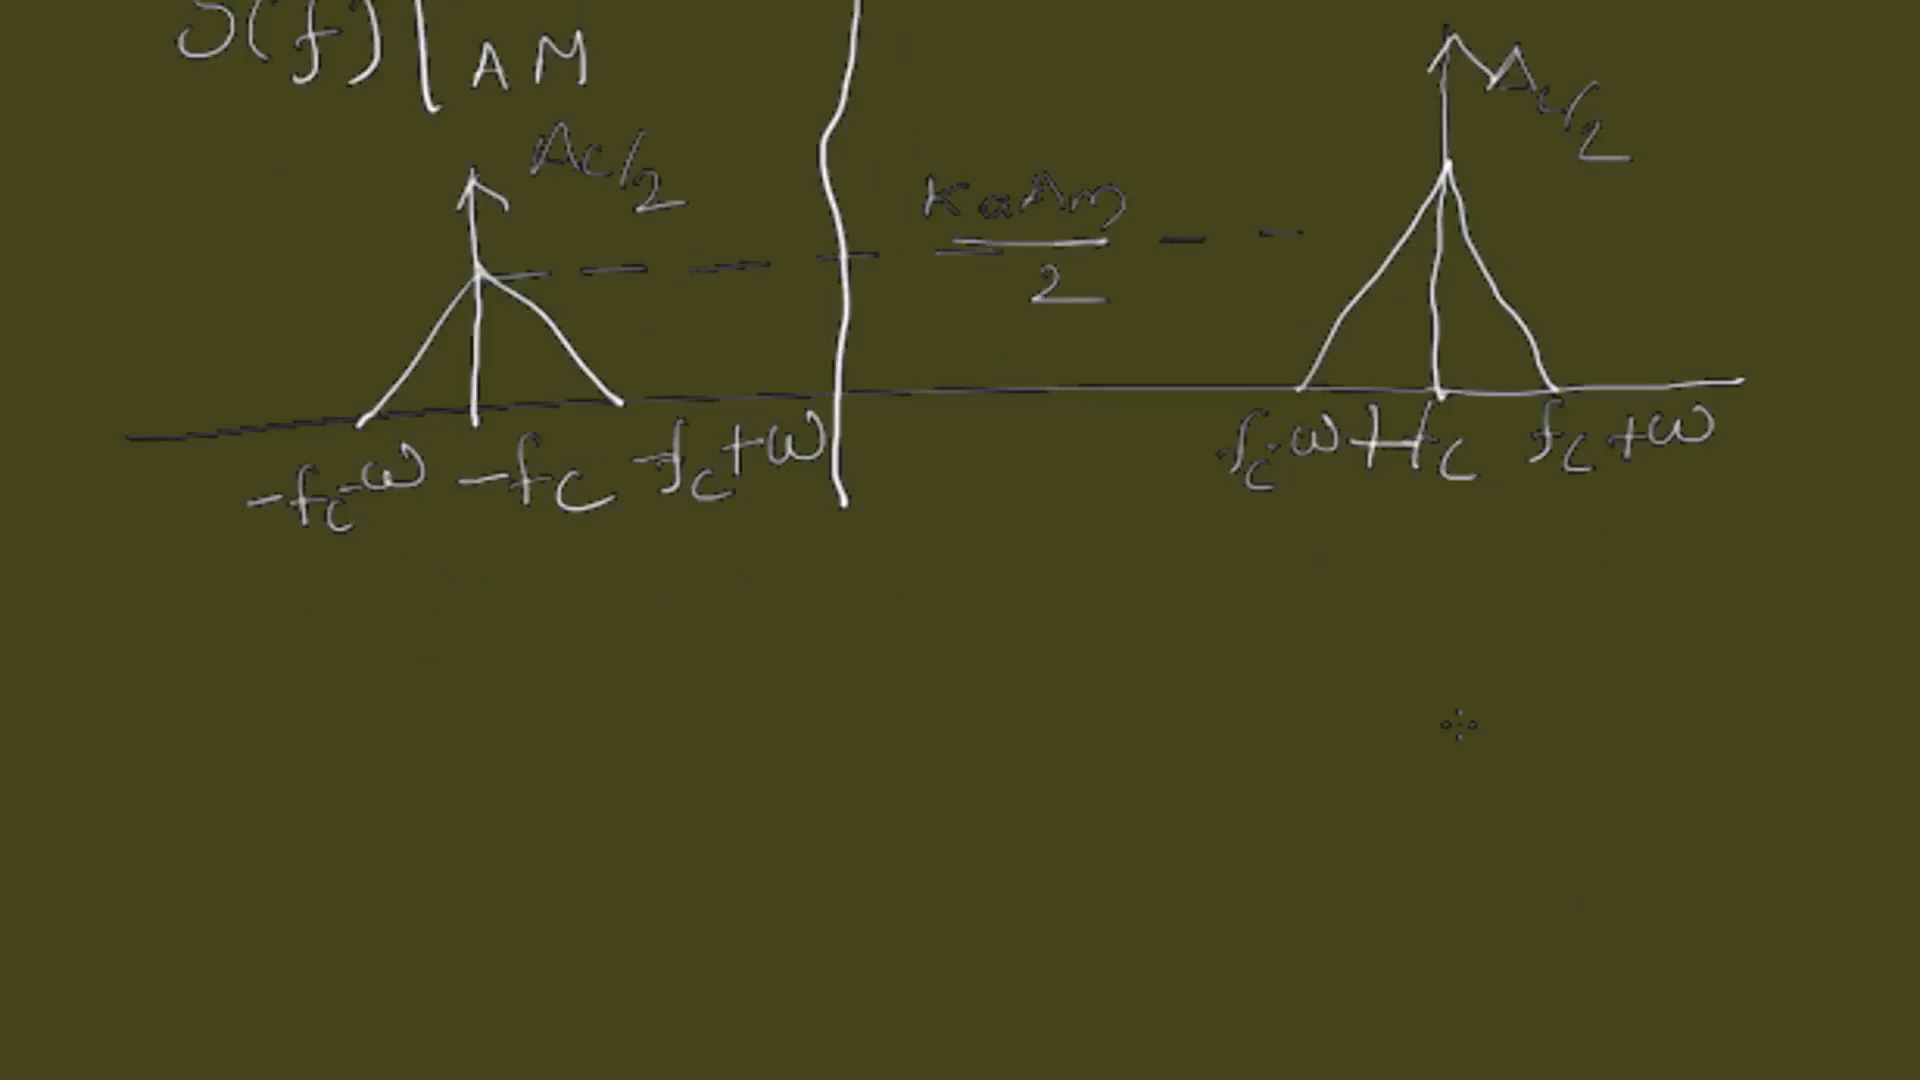 S(f)| AM
Ac/2
Ac/2
KaAm
2
-fc-ω -fc -fc+ω
fc-ω +fc fc+ω